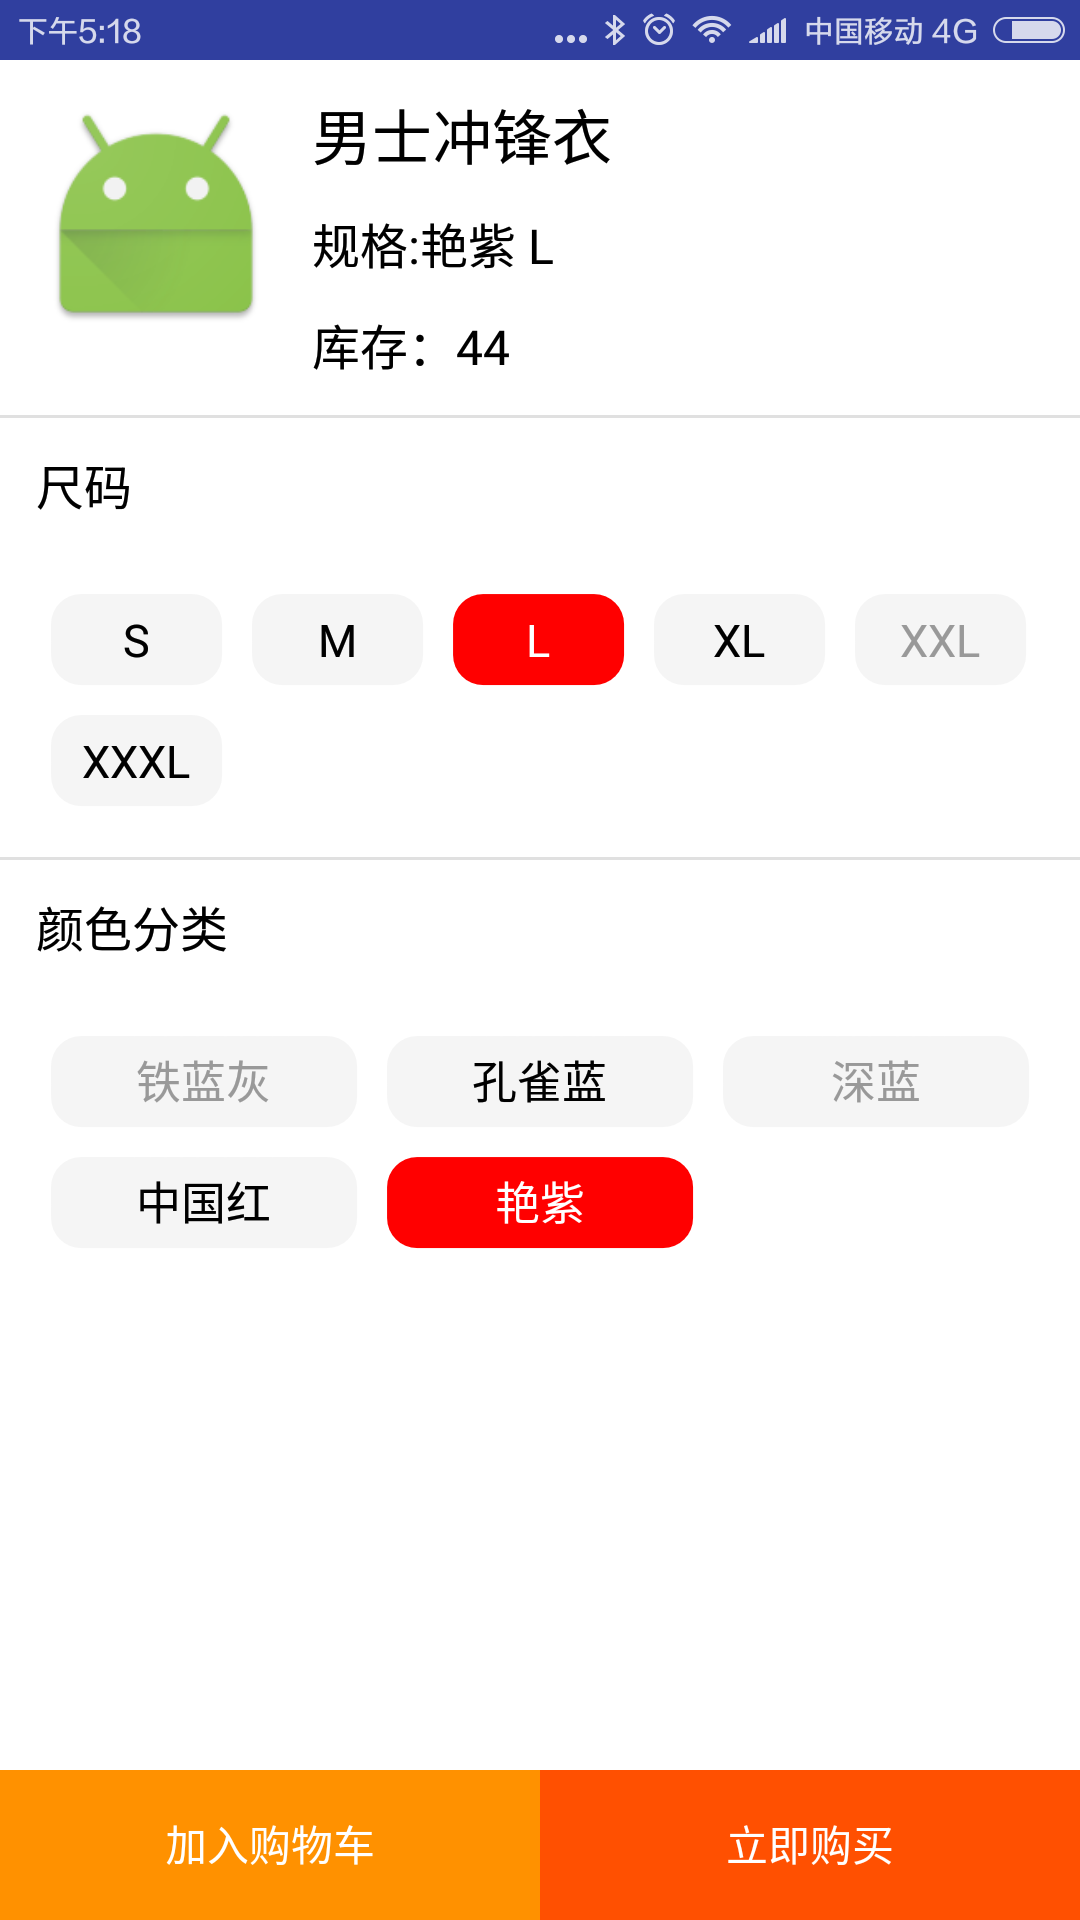 下午5:18 中国移动 4G
男士冲锋衣
规格:艳紫 L
库存：44
尺码
S M L XL XXL
XXXL
颜色分类
铁蓝灰 孔雀蓝 深蓝
中国红 艳紫
加入购物车 立即购买